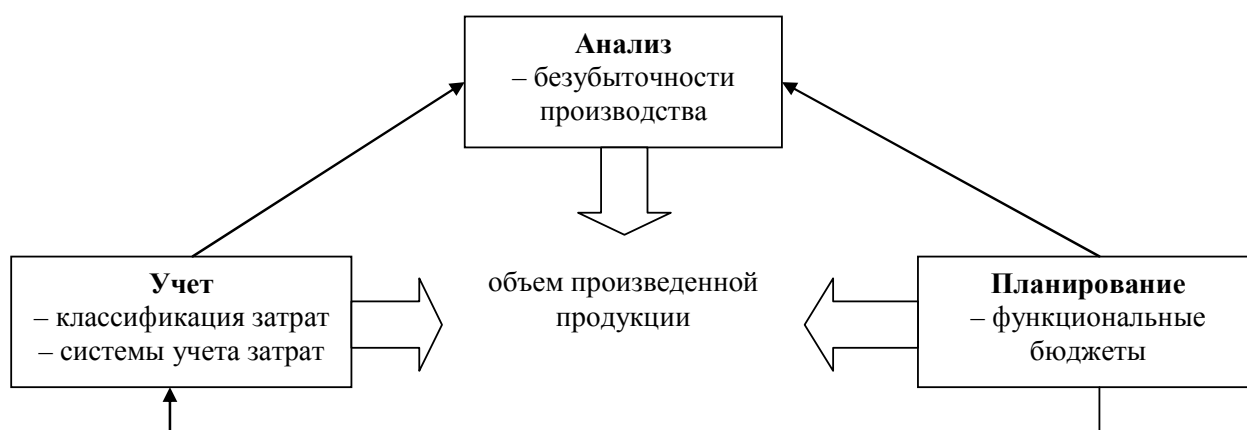 Анализ
– безубыточности
производства
Учет
– классификация затрат
– системы учета затрат
объем произведенной
продукции
Планирование
– функциональные
бюджеты